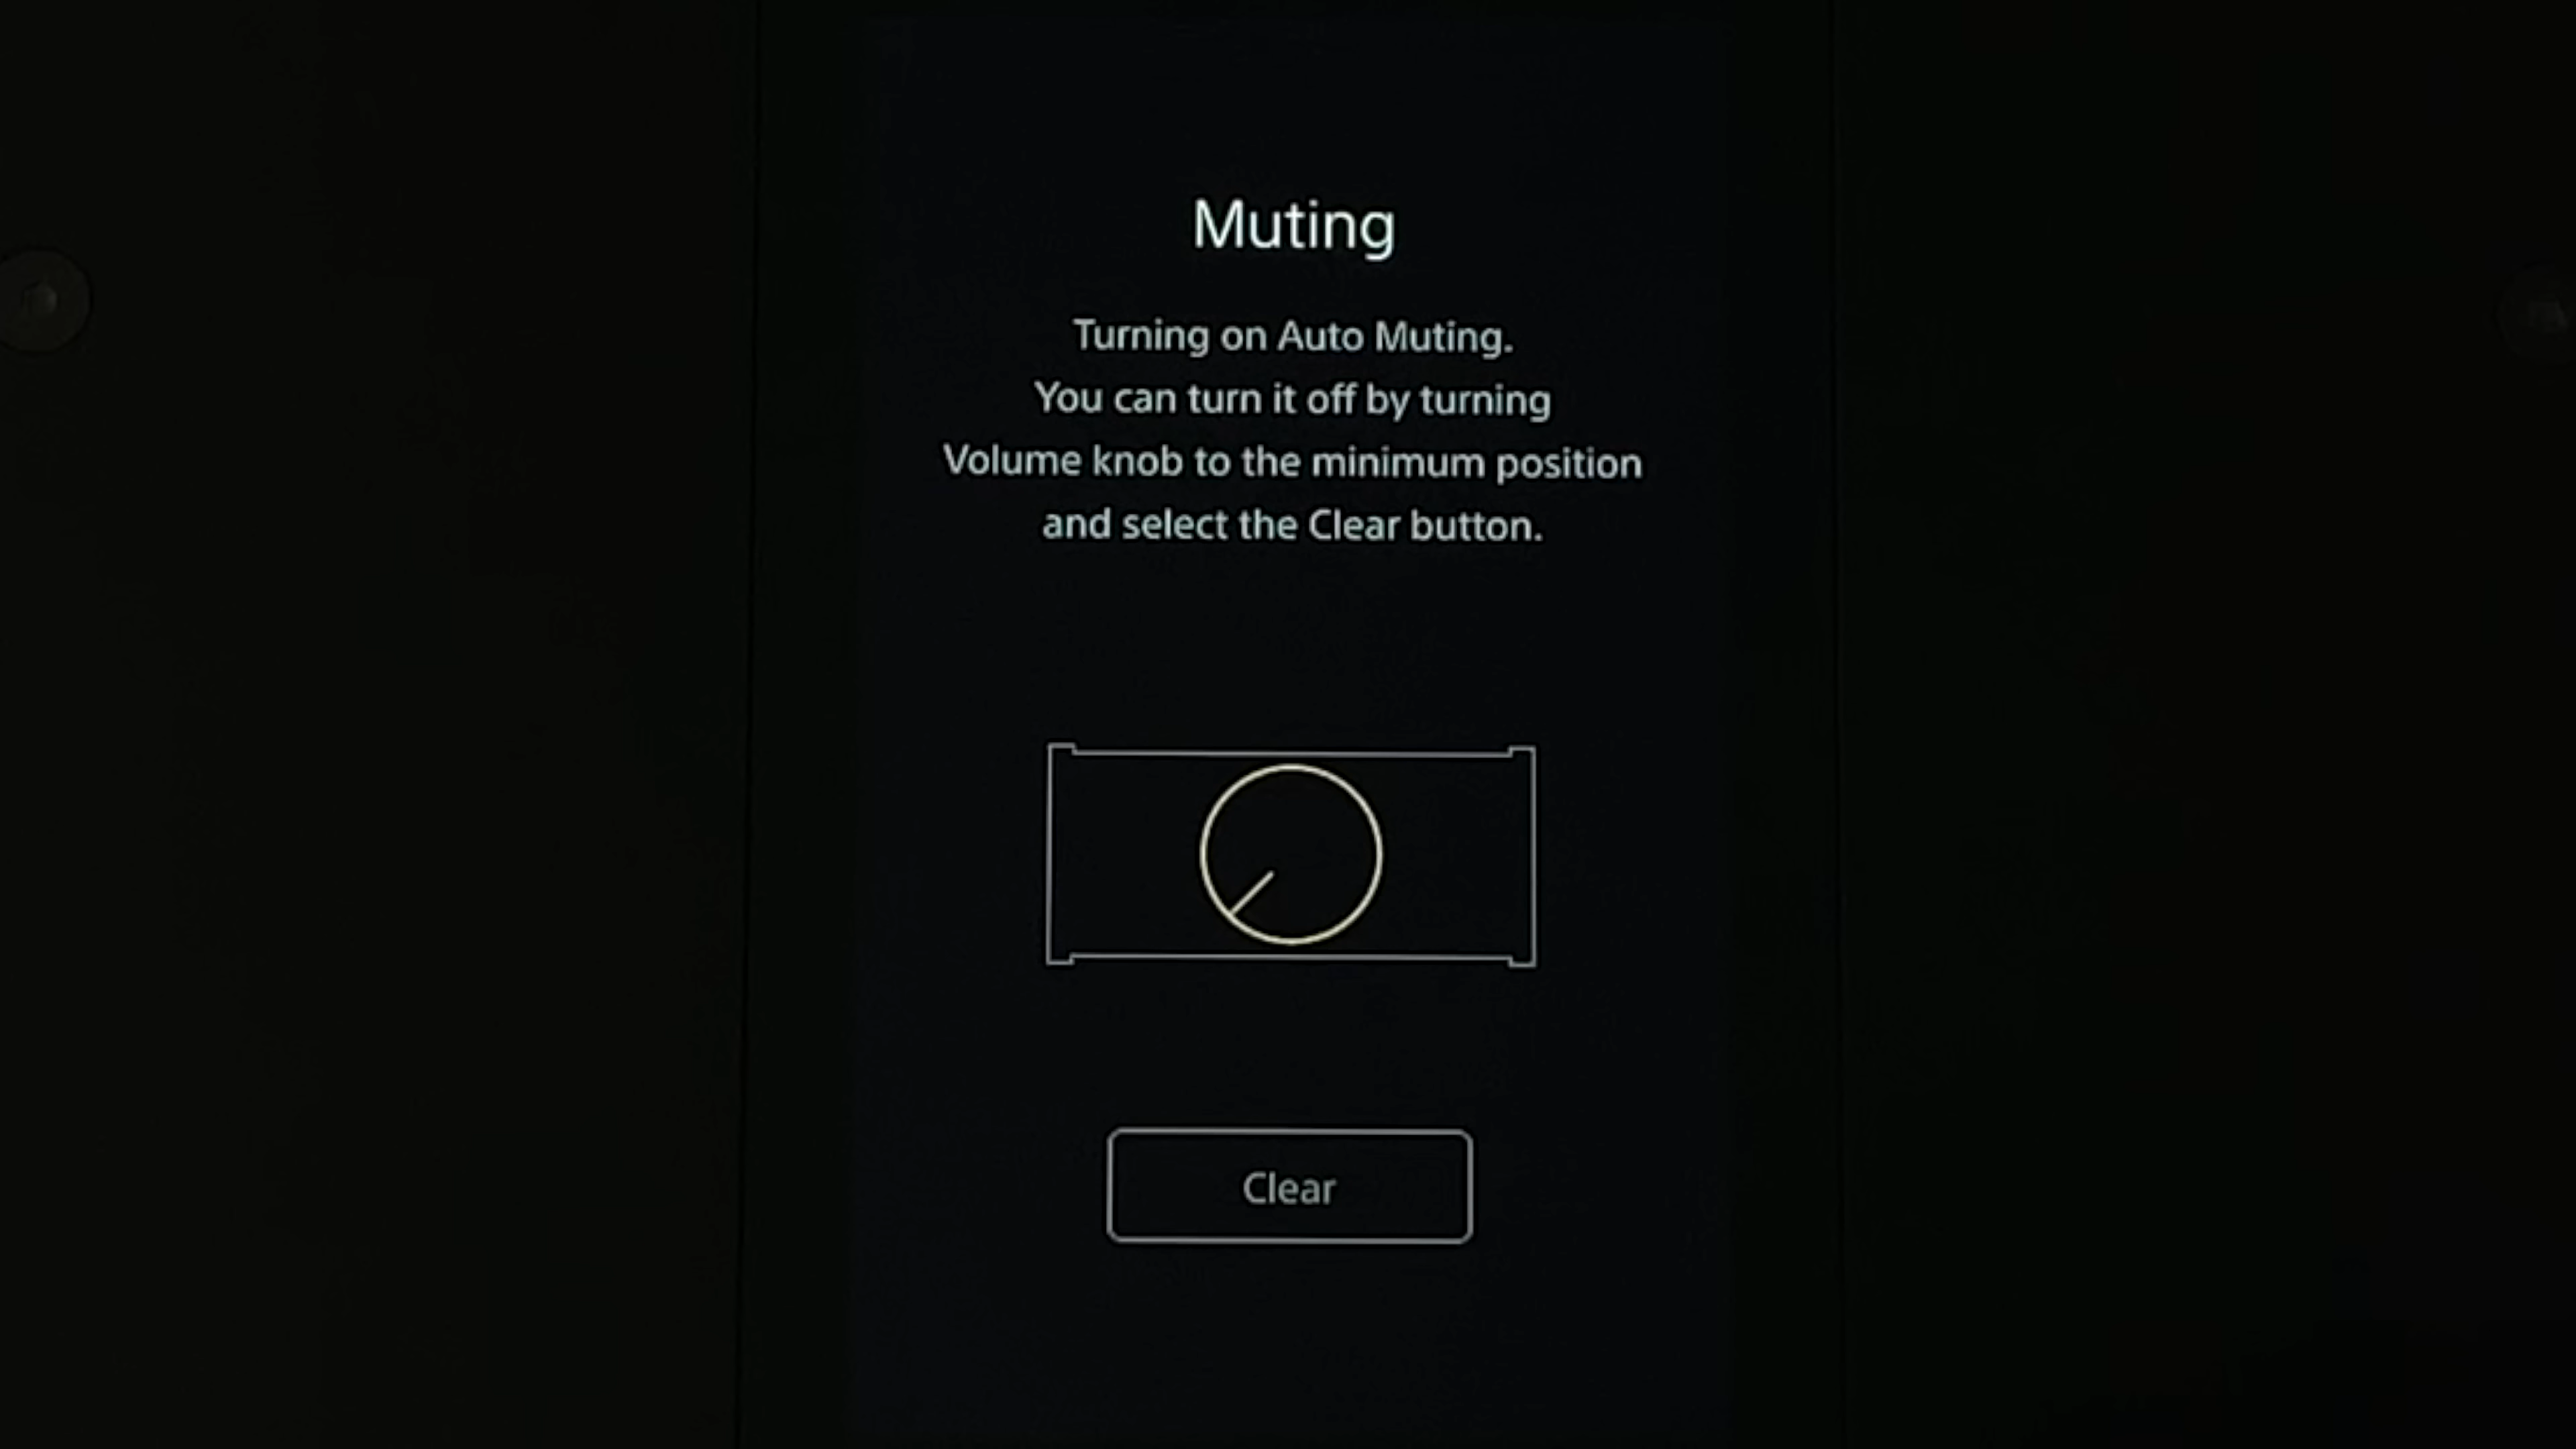 Muting
Turning on Auto Muting.
You can turn it off by turning
Volume knob to the minimum position
and select the Clear button.
Clear